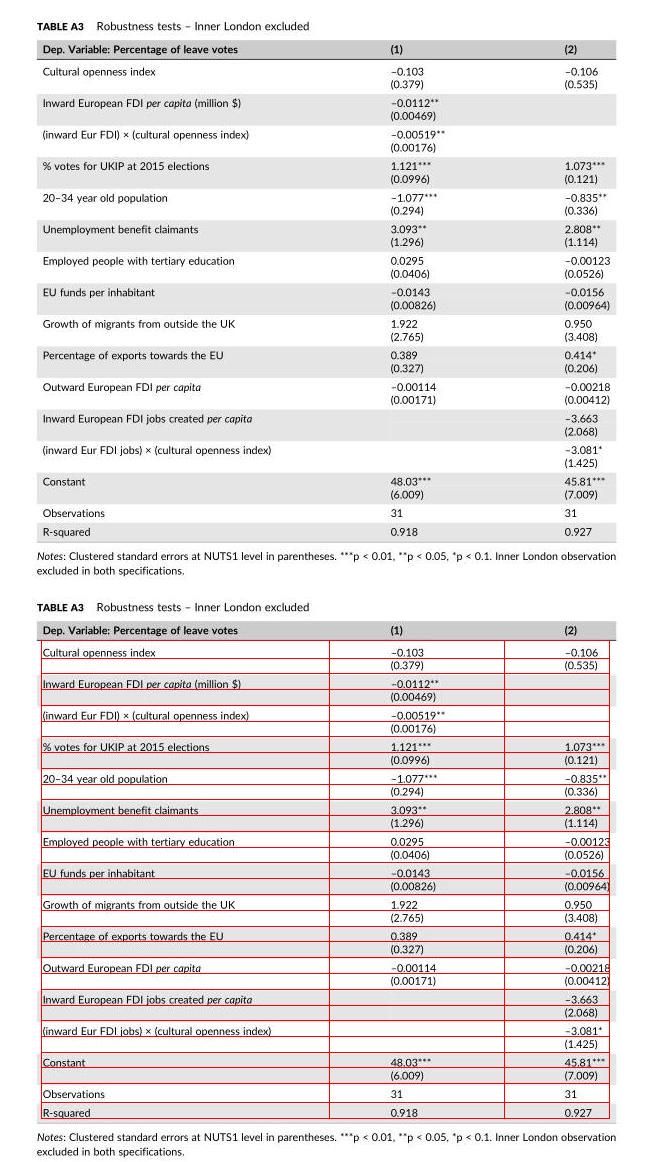 TABLE A3 Robustness tests – Inner London excluded
Dep. Variable: Percentage of leave votes (1) (2)
Cultural openness index –0.103 –0.106
(0.379) (0.535)
Inward European FDI per capita (million $) –0.0112**
(0.00469)
(inward Eur FDI) × (cultural openness index) –0.00519**
(0.00176)
% votes for UKIP at 2015 elections 1.121*** 1.073***
(0.0996) (0.121)
20–34 year old population –1.077*** –0.835**
(0.294) (0.336)
Unemployment benefit claimants 3.093** 2.808**
(1.296) (1.114)
Employed people with tertiary education 0.0295 –0.00123
(0.0406) (0.0526)
EU funds per inhabitant –0.0143 –0.0156
(0.00826) (0.00964)
Growth of migrants from outside the UK 1.922 0.950
(2.765) (3.408)
Percentage of exports towards the EU 0.389 0.414*
(0.327) (0.206)
Outward European FDI per capita –0.00114 –0.00218
(0.00171) (0.00412)
Inward European FDI jobs created per capita –3.663
(2.068)
(inward Eur FDI jobs) × (cultural openness index) –3.081*
(1.425)
Constant 48.03*** 45.81***
(6.009) (7.009)
Observations 31 31
R-squared 0.918 0.927
Notes: Clustered standard errors at NUTS1 level in parentheses. ***p < 0.01, **p < 0.05, *p < 0.1. Inner London observation
excluded in both specifications.
TABLE A3 Robustness tests – Inner London excluded
Dep. Variable: Percentage of leave votes (1) (2)
Cultural openness index –0.103 –0.106
(0.379) (0.535)
Inward European FDI per capita (million $) –0.0112**
(0.00469)
(inward Eur FDI) × (cultural openness index) –0.00519**
(0.00176)
% votes for UKIP at 2015 elections 1.121*** 1.073***
(0.0996) (0.121)
20–34 year old population –1.077*** –0.835**
(0.294) (0.336)
Unemployment benefit claimants 3.093** 2.808**
(1.296) (1.114)
Employed people with tertiary education 0.0295 –0.00123
(0.0406) (0.0526)
EU funds per inhabitant –0.0143 –0.0156
(0.00826) (0.00964)
Growth of migrants from outside the UK 1.922 0.950
(2.765) (3.408)
Percentage of exports towards the EU 0.389 0.414*
(0.327) (0.206)
Outward European FDI per capita –0.00114 –0.00218
(0.00171) (0.00412)
Inward European FDI jobs created per capita –3.663
(2.068)
(inward Eur FDI jobs) × (cultural openness index) –3.081*
(1.425)
Constant 48.03*** 45.81***
(6.009) (7.009)
Observations 31 31
R-squared 0.918 0.927
Notes: Clustered standard errors at NUTS1 level in parentheses. ***p < 0.01, **p < 0.05, *p < 0.1. Inner London observation
excluded in both specifications.